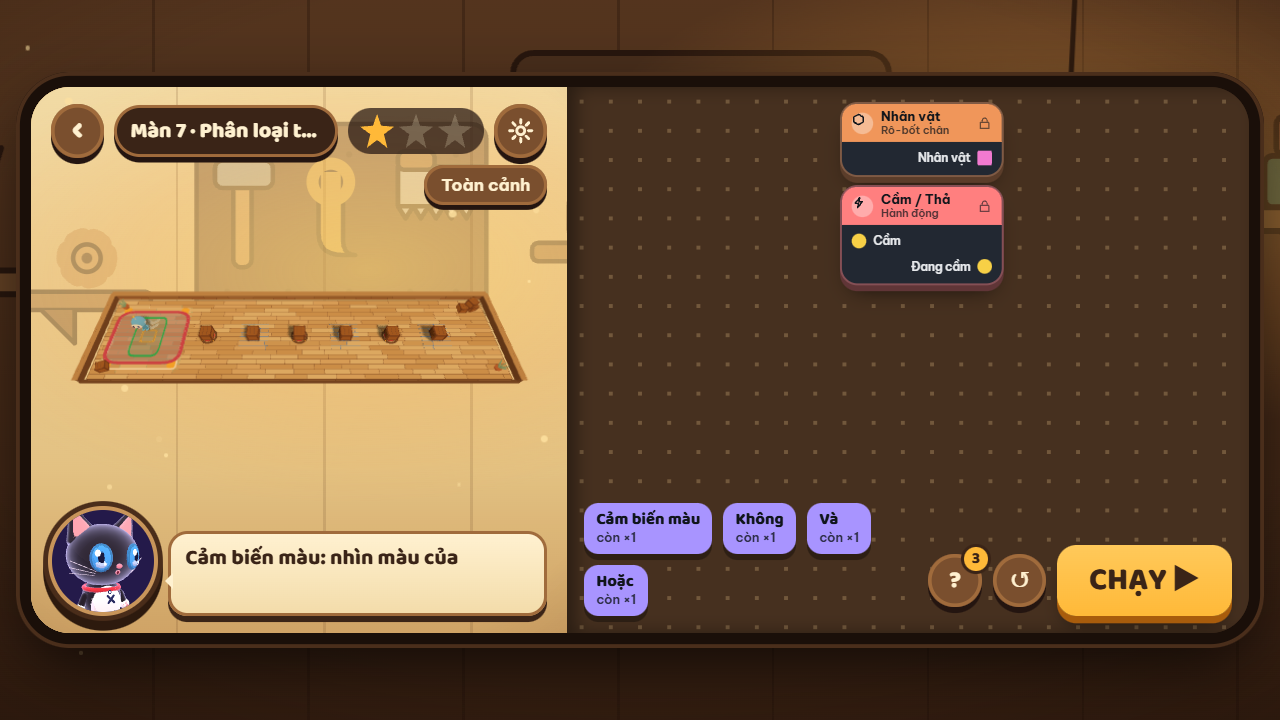 Màn 7 • Phân loại t...
Toàn cảnh
Cảm biến màu: nhìn màu của
Nhân vật
Rô-bốt chân
Nhân vật
Cầm / Thả
Hành động
Cầm
Đang cầm
Cảm biến màu
còn ×1
Không
còn ×1
Và
còn ×1
Hoặc
còn ×1
?
3
CHẠY